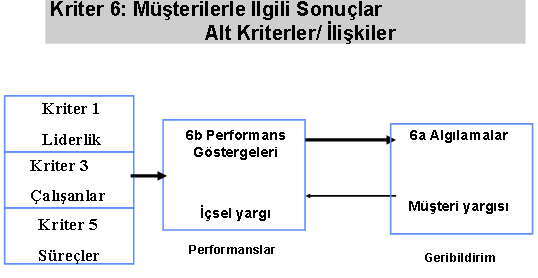 Kriter 6: Müşterilerle Ilgili Sonuçlar
Alt Kriterler/ İlişkiler
Kriter 1
Liderlik
Kriter 3
Çalışanlar
Kriter 5
Süreçler
6b Performans
Göstergeleri
İçsel yargı
Performanslar
6a Algılamalar
Müşteri yargısı
Geribildirim